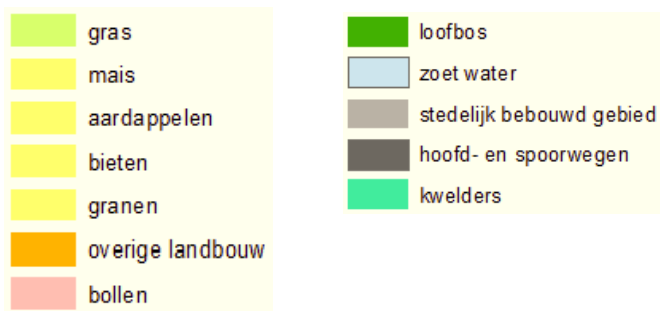 gras
mais
aardappelen
bieten
granen
overige landbouw
bollen
loofbos
zoet water
stedelijk bebouwd gebied
hoofd- en spoorwegen
kwelders